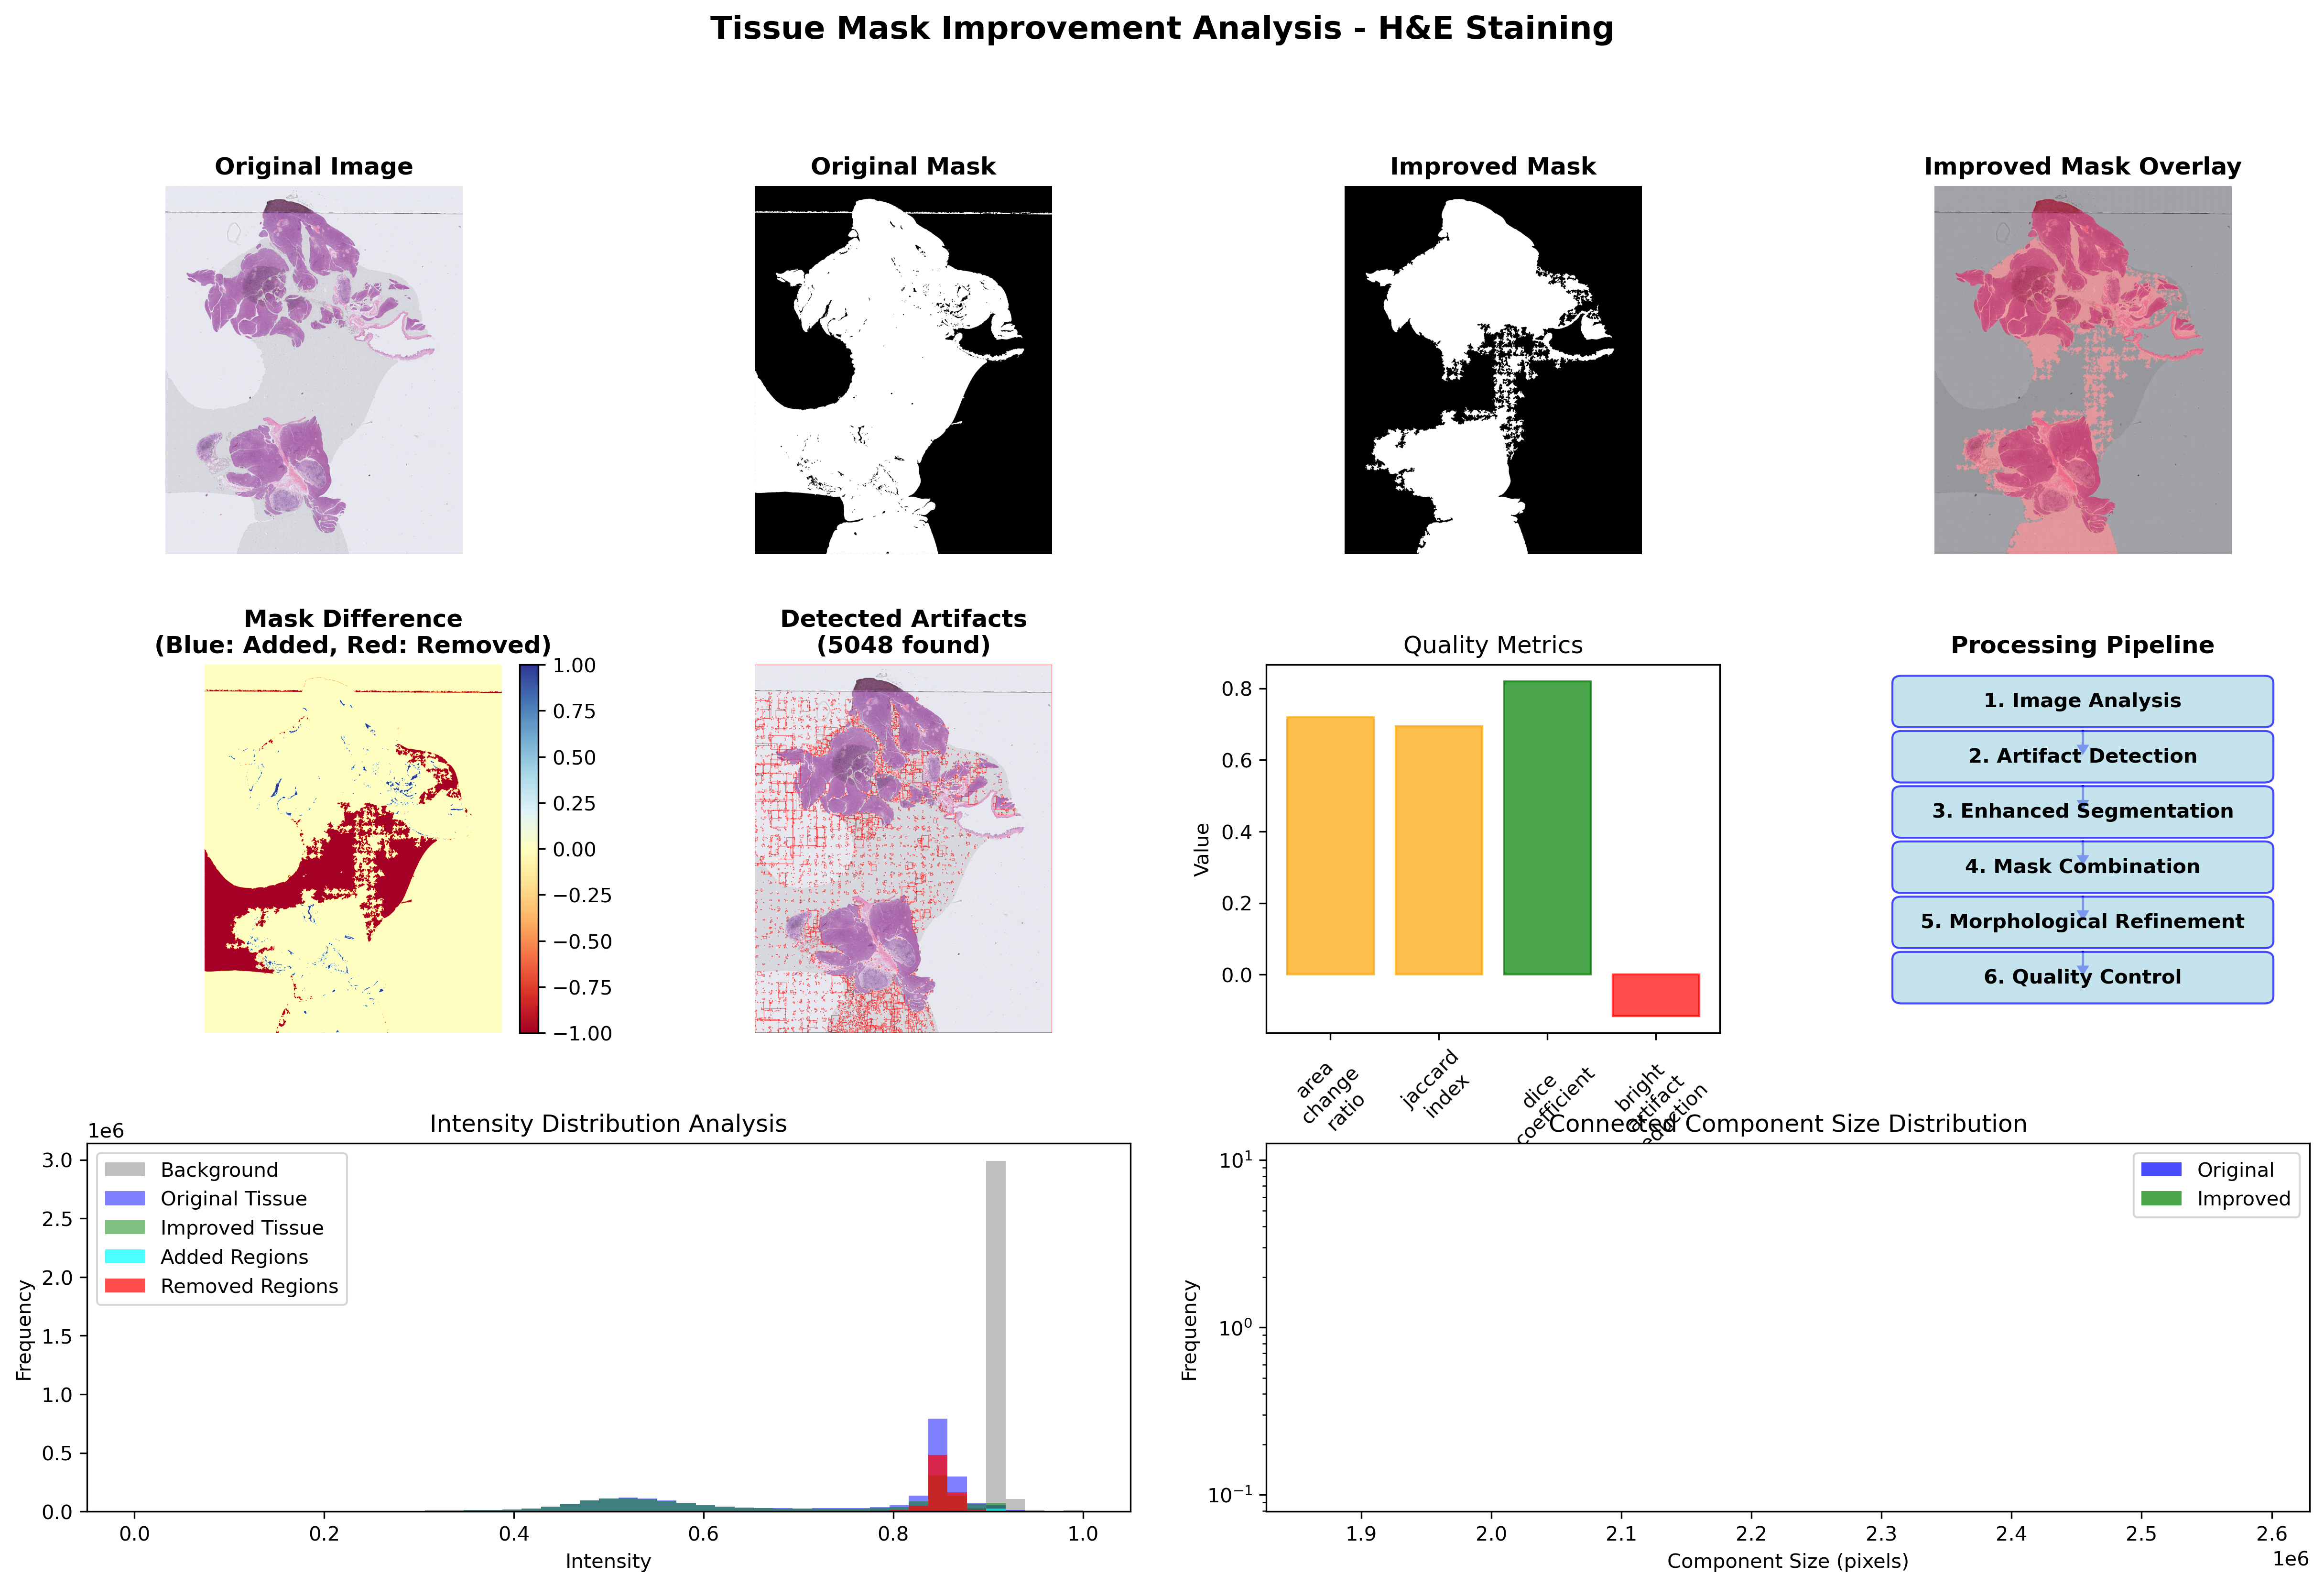 Tissue Mask Improvement Analysis - H&E Staining
Original Image
Original Mask
Improved Mask
Improved Mask Overlay
Mask Difference
(Blue: Added, Red: Removed)
1.00
0.75
0.50
0.25
0.00
−0.25
−0.50
−0.75
−1.00
Detected Artifacts
(5048 found)
Quality Metrics
Value
0.8
0.6
0.4
0.2
0.0
area
change
ratio
jaccard
index
dice
coefficient
bright
artifact
reduction
Processing Pipeline
1. Image Analysis
2. Artifact Detection
3. Enhanced Segmentation
4. Mask Combination
5. Morphological Refinement
6. Quality Control
Intensity Distribution Analysis
1e6
Frequency
3.0
2.5
2.0
1.5
1.0
0.5
0.0
Background
Original Tissue
Improved Tissue
Added Regions
Removed Regions
0.0
0.2
0.4
0.6
0.8
1.0
Intensity
Connected Component Size Distribution
Frequency
10¹
10⁰
10⁻¹
Original
Improved
1.9
2.0
2.1
2.2
2.3
2.4
2.5
2.6
1e6
Component Size (pixels)